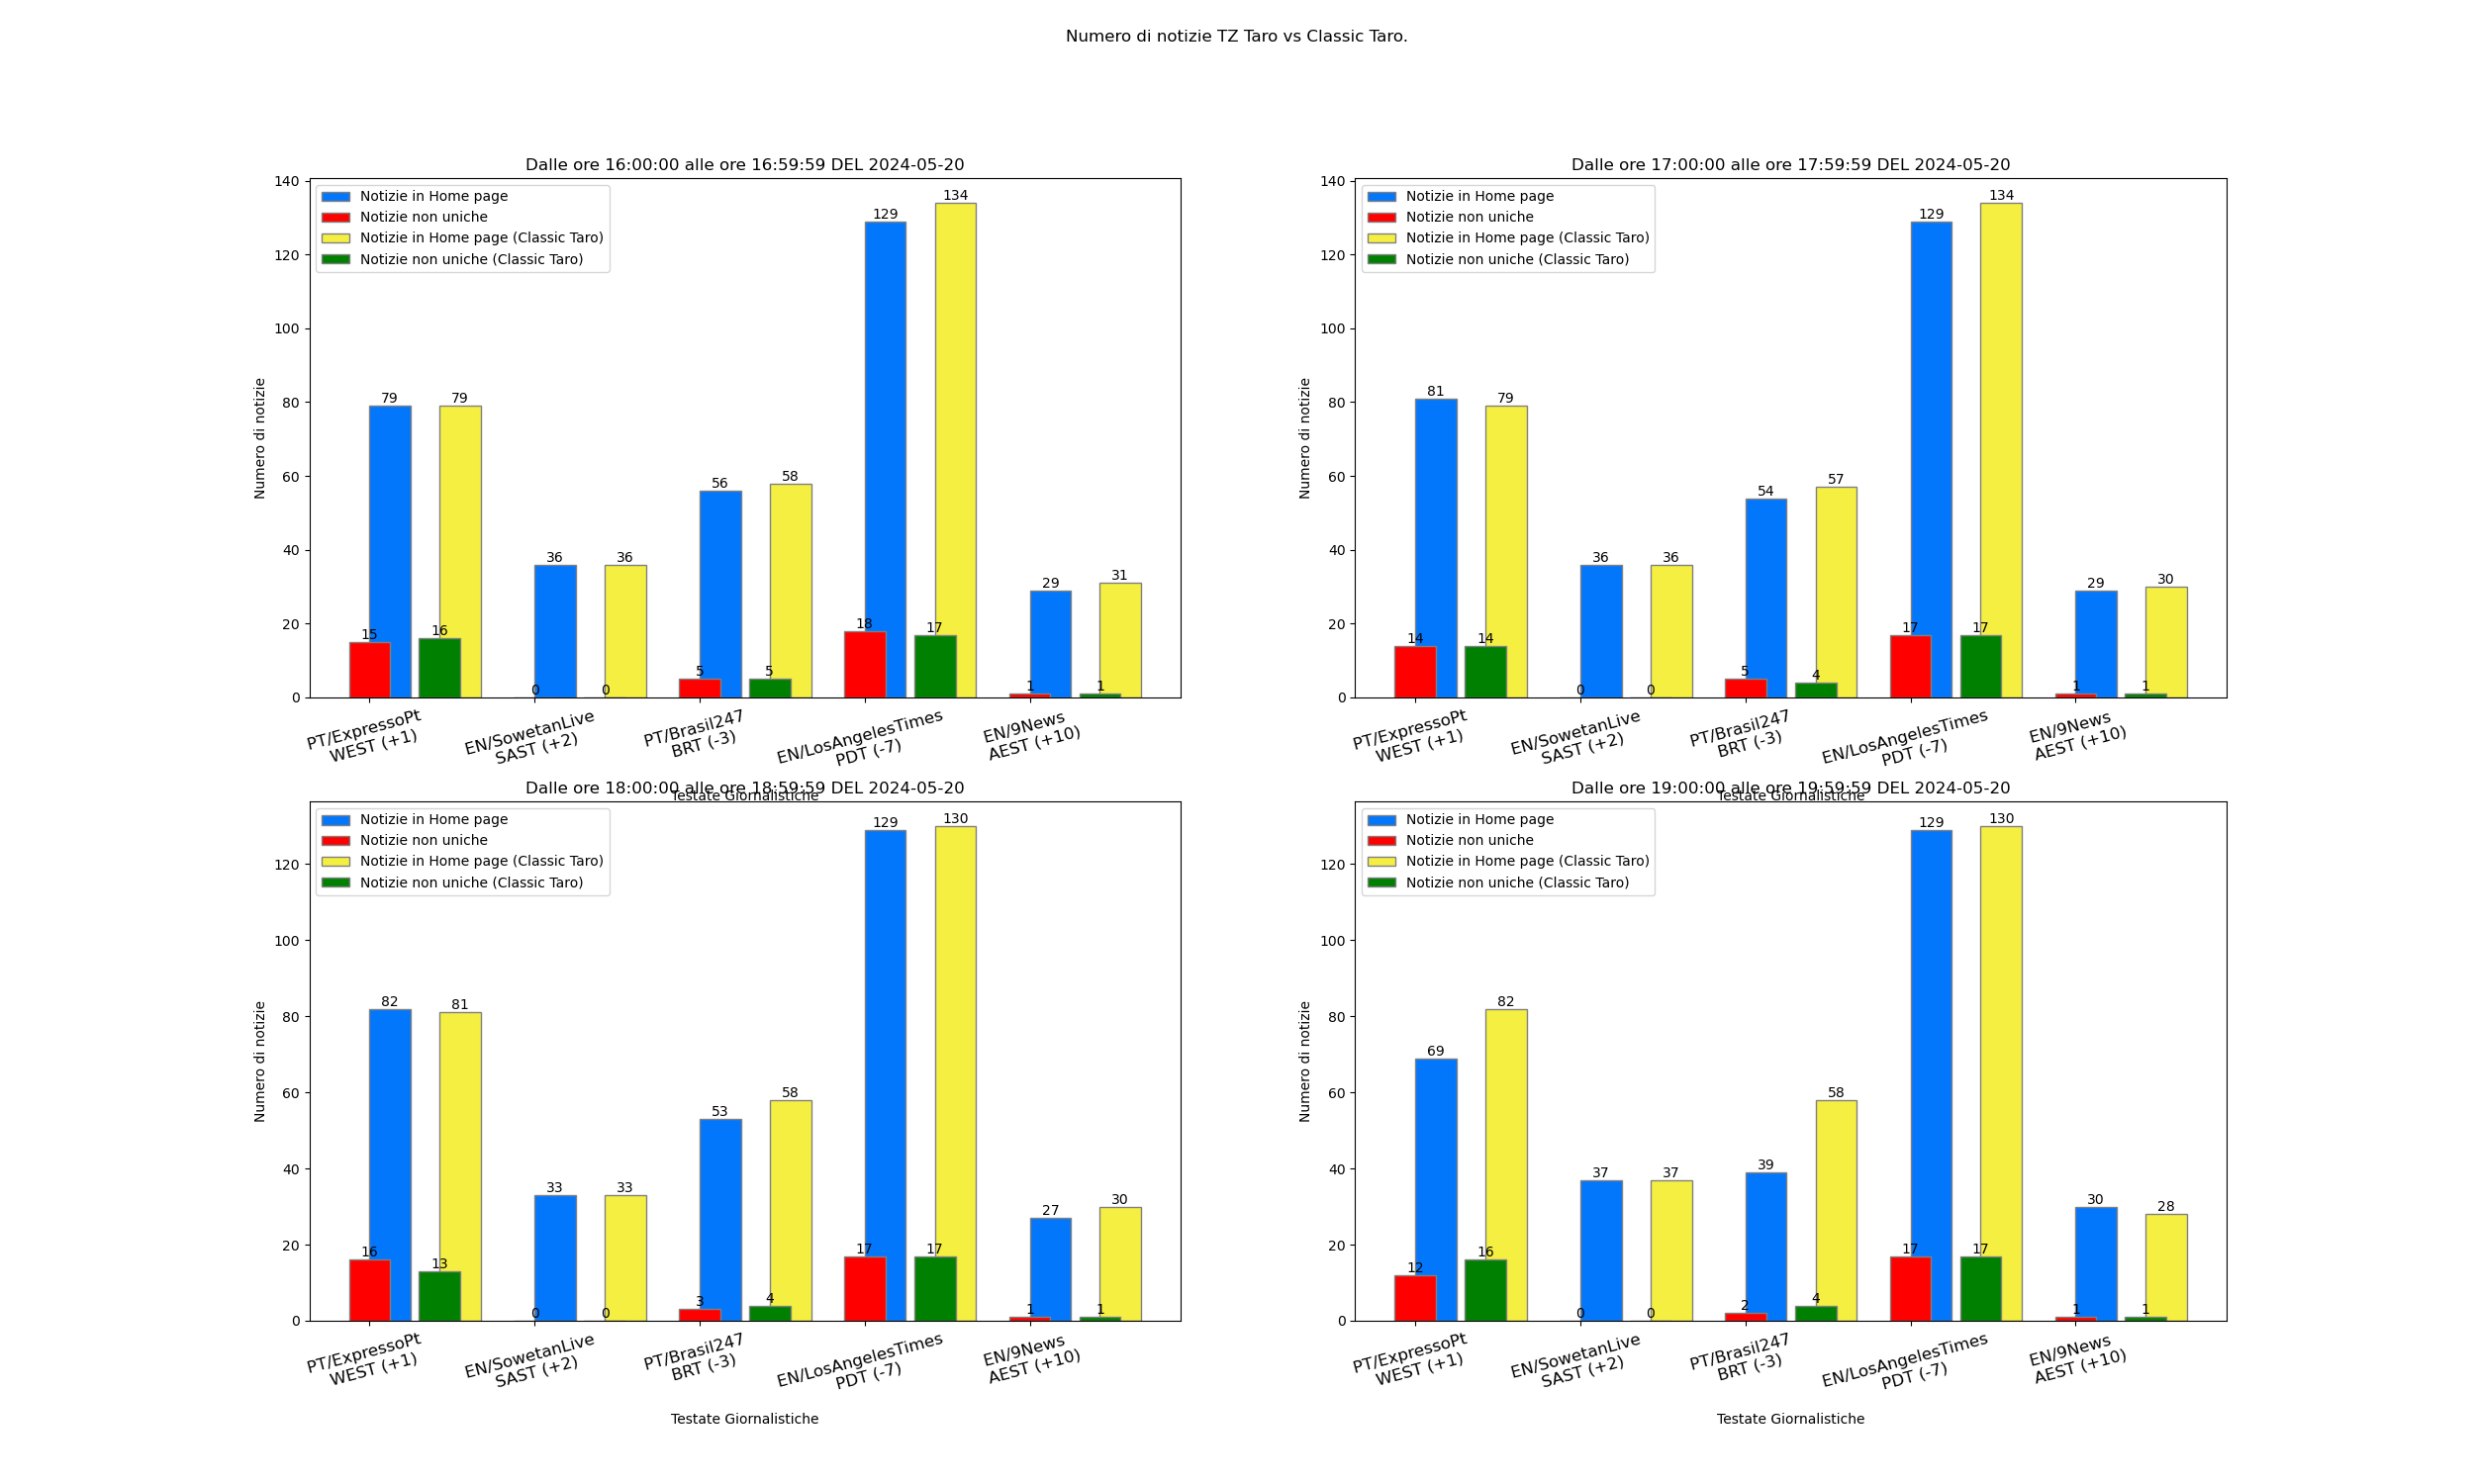 Numero di notizie TZ Taro vs Classic Taro.
Dalle ore 16:00:00 alle ore 16:59:59 DEL 2024-05-20
Notizie in Home page
Notizie non uniche
Notizie in Home page (Classic Taro)
Notizie non uniche (Classic Taro)
Numero di notizie
140
120
100
80
60
40
20
0
79 79
15 16
36 36
0 0
56 58
5 5
129 134
18 17
29 31
1 1
PT/ExpressoPt
WEST (+1)
EN/SowetanLive
SAST (+2)
PT/Brasil247
BRT (-3)
EN/LosAngelesTimes
PDT (-7)
EN/9News
AEST (+10)
Testate Giornalistiche
Dalle ore 17:00:00 alle ore 17:59:59 DEL 2024-05-20
Notizie in Home page
Notizie non uniche
Notizie in Home page (Classic Taro)
Notizie non uniche (Classic Taro)
Numero di notizie
140
120
100
80
60
40
20
0
81 79
14 14
36 36
0 0
54 57
5 4
129 134
17 17
29 30
1 1
PT/ExpressoPt
WEST (+1)
EN/SowetanLive
SAST (+2)
PT/Brasil247
BRT (-3)
EN/LosAngelesTimes
PDT (-7)
EN/9News
AEST (+10)
Testate Giornalistiche
Dalle ore 18:00:00 alle ore 18:59:59 DEL 2024-05-20
Notizie in Home page
Notizie non uniche
Notizie in Home page (Classic Taro)
Notizie non uniche (Classic Taro)
Numero di notizie
120
100
80
60
40
20
0
82 81
16 13
33 33
0 0
53 58
3 4
129 130
17 17
27 30
1 1
PT/ExpressoPt
WEST (+1)
EN/SowetanLive
SAST (+2)
PT/Brasil247
BRT (-3)
EN/LosAngelesTimes
PDT (-7)
EN/9News
AEST (+10)
Testate Giornalistiche
Dalle ore 19:00:00 alle ore 19:59:59 DEL 2024-05-20
Notizie in Home page
Notizie non uniche
Notizie in Home page (Classic Taro)
Notizie non uniche (Classic Taro)
Numero di notizie
120
100
80
60
40
20
0
69 82
12 16
37 37
0 0
39 58
2 4
129 130
17 17
30 28
1 1
PT/ExpressoPt
WEST (+1)
EN/SowetanLive
SAST (+2)
PT/Brasil247
BRT (-3)
EN/LosAngelesTimes
PDT (-7)
EN/9News
AEST (+10)
Testate Giornalistiche